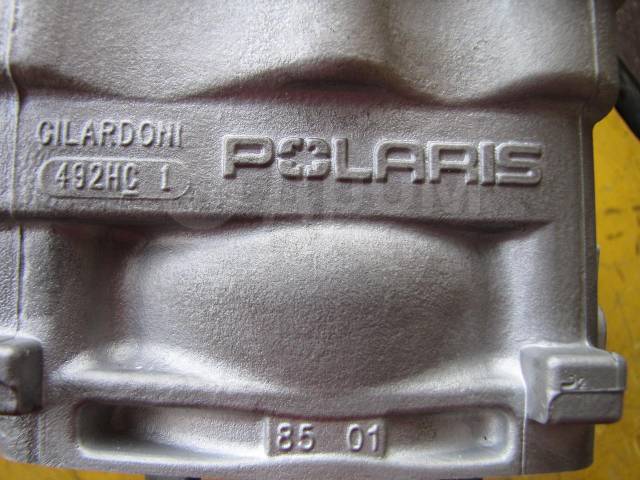 GILARDONI
492HC 1
POLARIS
85 01